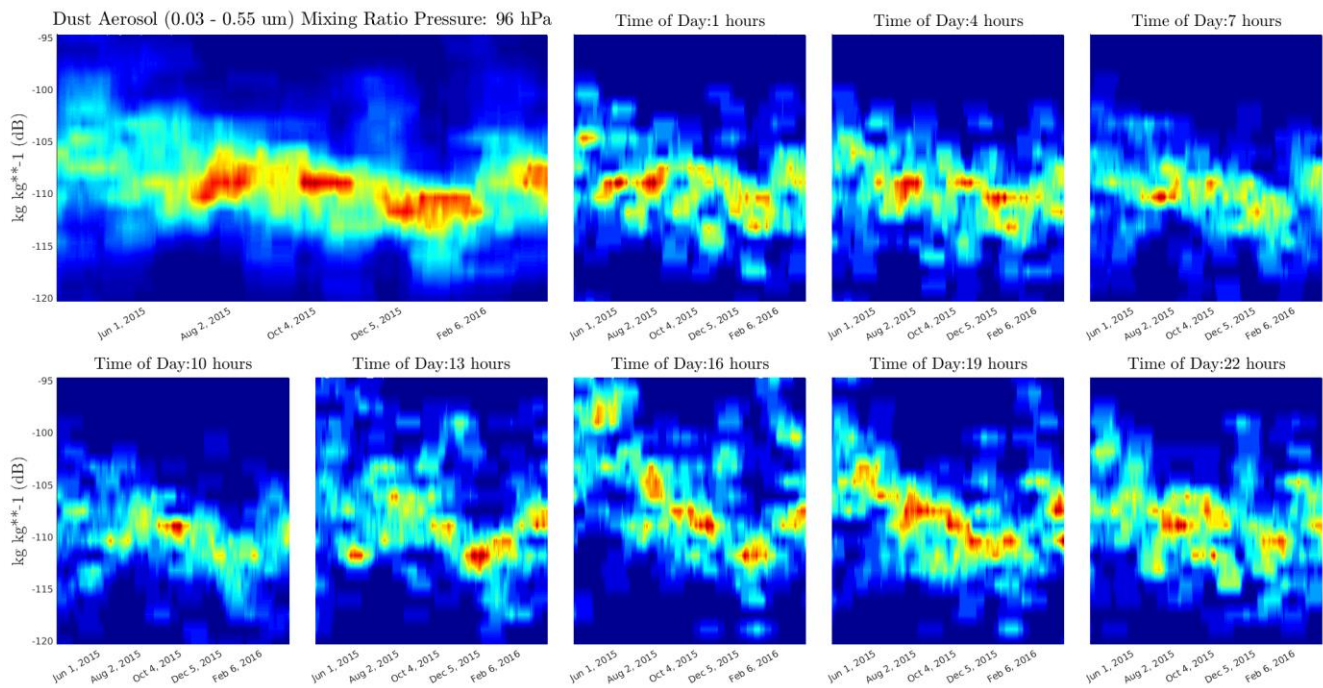 Dust Aerosol (0.03 - 0.55 um) Mixing Ratio Pressure: 96 hPa
Time of Day:1 hours
Time of Day:4 hours
Time of Day:7 hours
kg kg**-1 (dB)
-95
-100
-105
-110
-115
-120
Jun 1, 2015
Aug 2, 2015
Oct 4, 2015
Dec 5, 2015
Feb 6, 2016
Jun 1, 2015
Aug 2, 2015
Oct 4, 2015
Dec 5, 2015
Feb 6, 2016
Jun 1, 2015
Aug 2, 2015
Oct 4, 2015
Dec 5, 2015
Feb 6, 2016
Jun 1, 2015
Aug 2, 2015
Oct 4, 2015
Dec 5, 2015
Feb 6, 2016
Time of Day:10 hours
Time of Day:13 hours
Time of Day:16 hours
Time of Day:19 hours
Time of Day:22 hours
kg kg**-1 (dB)
-95
-100
-105
-110
-115
-120
Jun 1, 2015
Aug 2, 2015
Oct 4, 2015
Dec 5, 2015
Feb 6, 2016
Jun 1, 2015
Aug 2, 2015
Oct 4, 2015
Dec 5, 2015
Feb 6, 2016
Jun 1, 2015
Aug 2, 2015
Oct 4, 2015
Dec 5, 2015
Feb 6, 2016
Jun 1, 2015
Aug 2, 2015
Oct 4, 2015
Dec 5, 2015
Feb 6, 2016
Jun 1, 2015
Aug 2, 2015
Oct 4, 2015
Dec 5, 2015
Feb 6, 2016